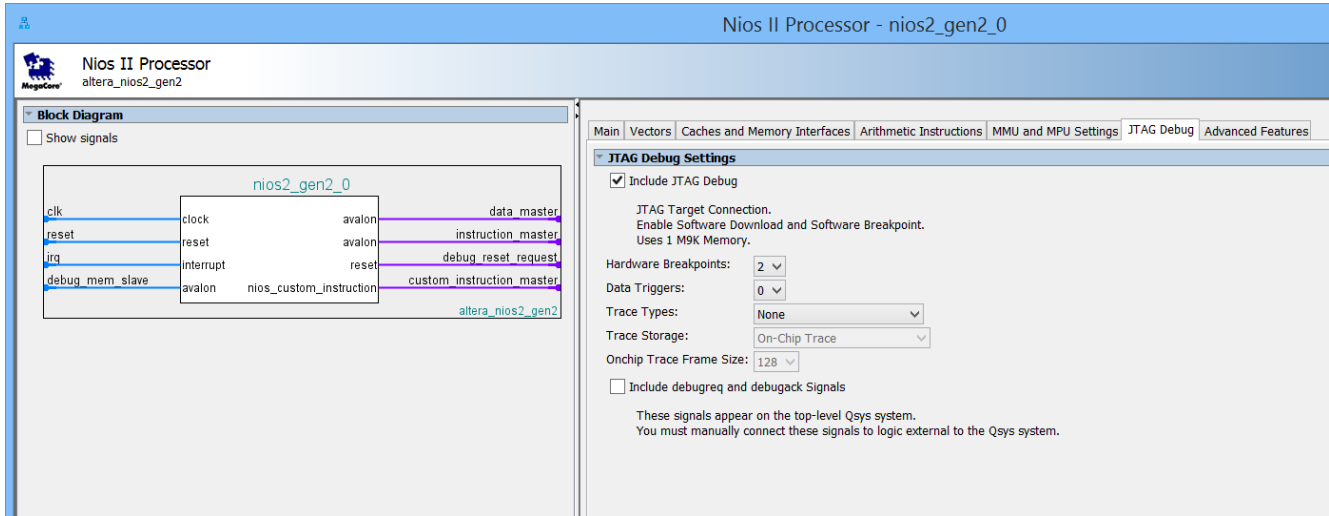 Nios II Processor - nios2_gen2_0
MegaCore®
Nios II Processor
altera_nios2_gen2
Block Diagram
Show signals
nios2_gen2_0
clk
clock
avalon
data_master
reset
reset
avalon
instruction_master
irq
interrupt
reset
debug_reset_request
debug_mem_slave
avalon
nios_custom_instruction
custom_instruction_master
altera_nios2_gen2
Main Vectors Caches and Memory Interfaces Arithmetic Instructions MMU and MPU Settings JTAG Debug Advanced Features
JTAG Debug Settings
Include JTAG Debug
JTAG Target Connection.
Enable Software Download and Software Breakpoint.
Uses 1 M9K Memory.
Hardware Breakpoints: 2
Data Triggers: 0
Trace Types: None
Trace Storage: On-Chip Trace
Onchip Trace Frame Size: 128
Include debugreq and debugack Signals
These signals appear on the top-level Qsys system.
You must manually connect these signals to logic external to the Qsys system.